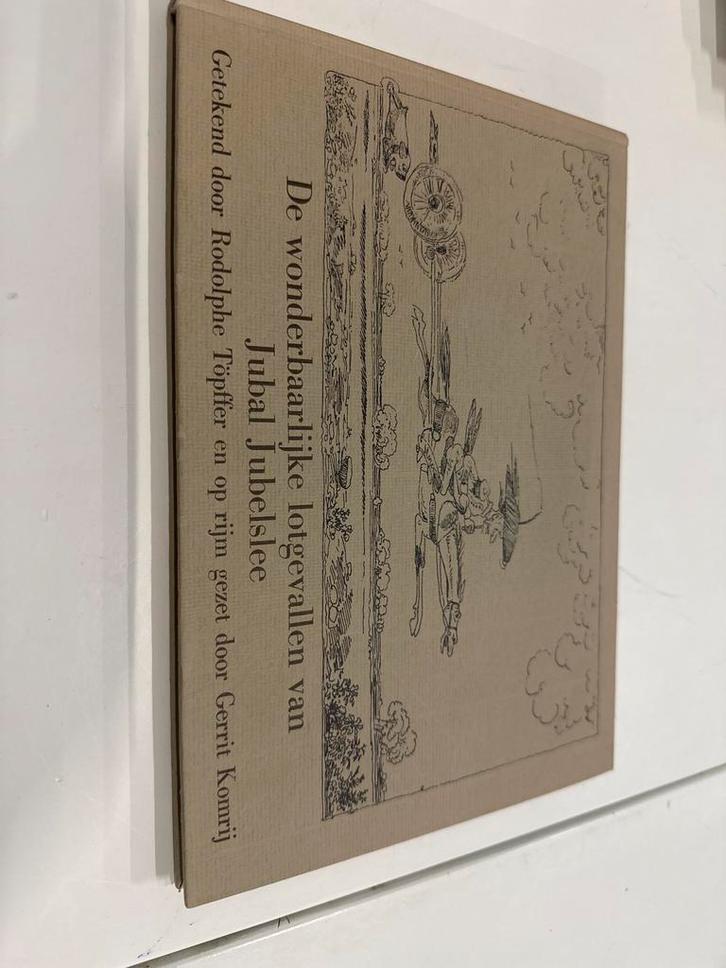 De wonderbaarlijke lotgevallen van
Jubal Jubelslee
Getekend door Rodolphe Töpffer en op rijm gezet door Gerrit Komrij